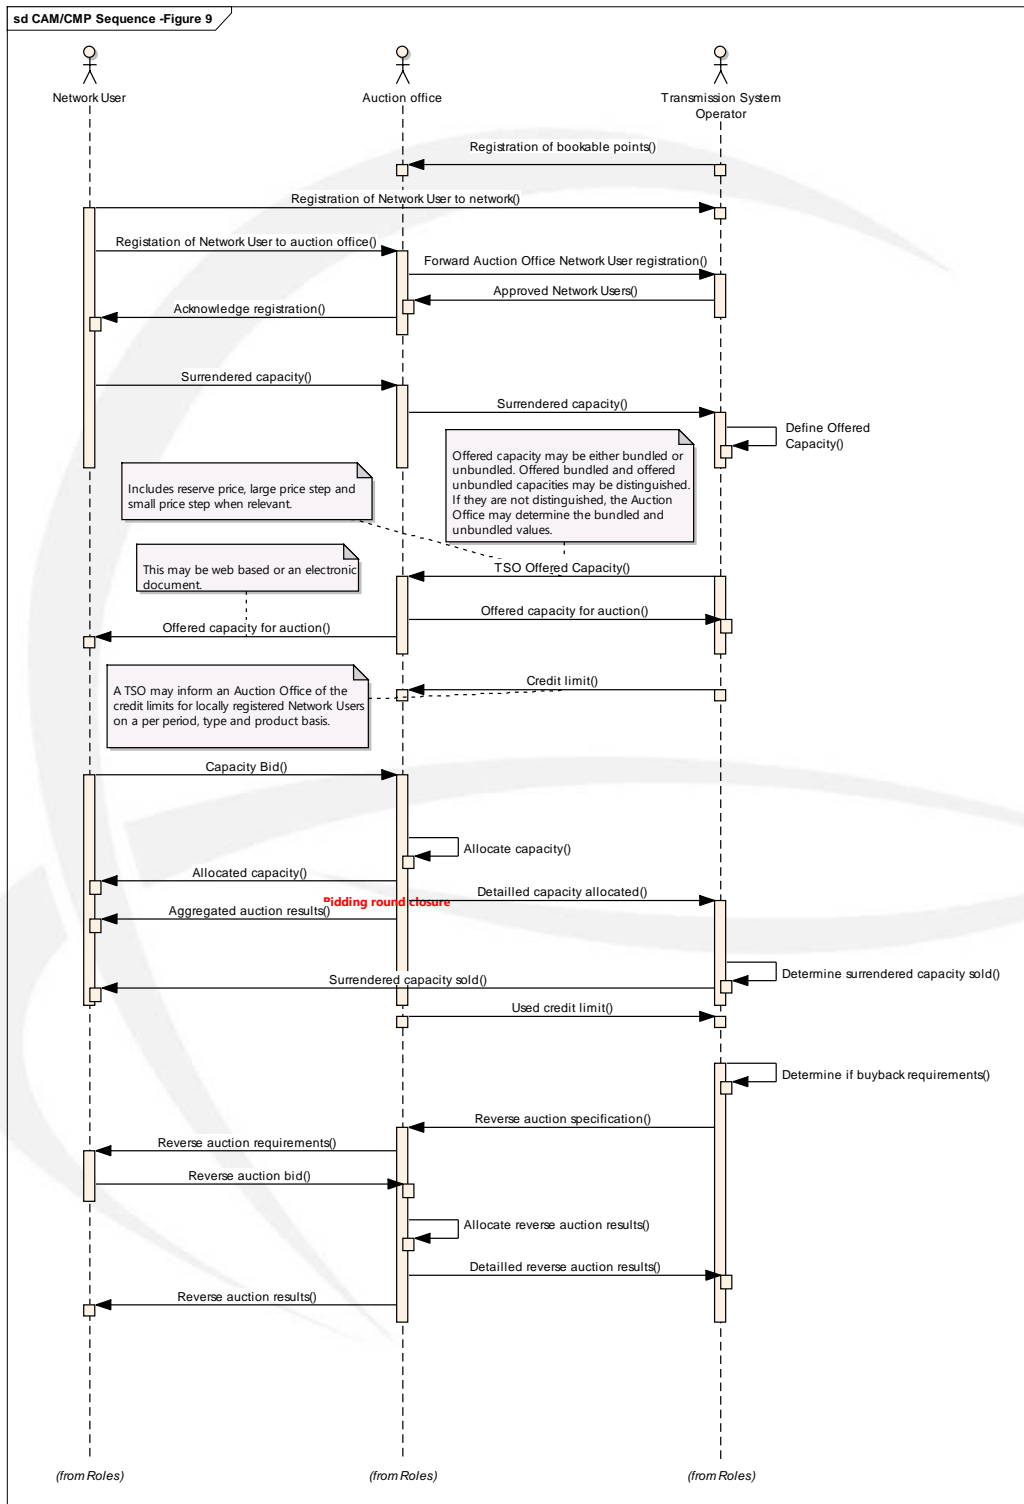 sd CAM/CMP Sequence -Figure 9
Network User
Auction office
Transmission System
Operator
Registration of bookable points()
Registration of Network User to network()
Registation of Network User to auction office()
Forward Auction Office Network User registration()
Approved Network Users()
Acknowledge registration()
Surrendered capacity()
Surrendered capacity()
Define Offered
Capacity()
Offered capacity may be either bundled or
unbundled. Offered bundled and offered
unbundled capacities may be distinguished.
If they are not distinguished, the Auction
Office may determine the bundled and
unbundled values.
Includes reserve price, large price step and
small price step when relevant.
This may be web based or an electronic
document.
TSO Offered Capacity()
Offered capacity for auction()
Offered capacity for auction()
Credit limit()
A TSO may inform an Auction Office of the
credit limits for locally registered Network Users
on a per period, type and product basis.
Capacity Bid()
Allocate capacity()
Allocated capacity()
Detailled capacity allocated()
Bidding round closure
Aggregated auction results()
Determine surrendered capacity sold()
Surrendered capacity sold()
Used credit limit()
Determine if buyback requirements()
Reverse auction specification()
Reverse auction requirements()
Reverse auction bid()
Allocate reverse auction results()
Detailled reverse auction results()
Reverse auction results()
(from Roles)
(from Roles)
(from Roles)